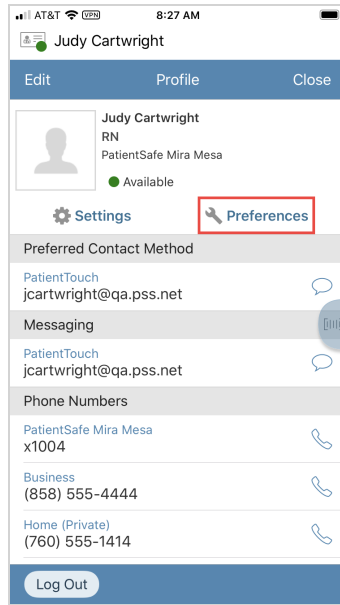 AT&T VPN 8:27 AM
Judy Cartwright
Edit Profile Close
Judy Cartwright
RN
PatientSafe Mira Mesa
Available
Settings Preferences
Preferred Contact Method
PatientTouch
jcartwright@qa.pss.net
Messaging
PatientTouch
jcartwright@qa.pss.net
Phone Numbers
PatientSafe Mira Mesa
x1004
Business
(858) 555-4444
Home (Private)
(760) 555-1414
Log Out